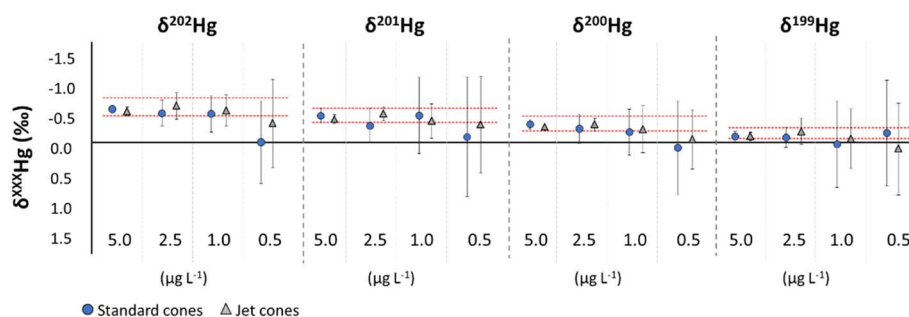 δ²⁰²Hg δ²⁰¹Hg δ²⁰⁰Hg δ¹⁹⁹Hg
δˣˣˣHg (‰)
-1.5
-1.0
-0.5
0.0
0.5
1.0
1.5
5.0 2.5 1.0 0.5 5.0 2.5 1.0 0.5 5.0 2.5 1.0 0.5 5.0 2.5 1.0 0.5
(µg L⁻¹) (µg L⁻¹) (µg L⁻¹) (µg L⁻¹)
Standard cones Jet cones